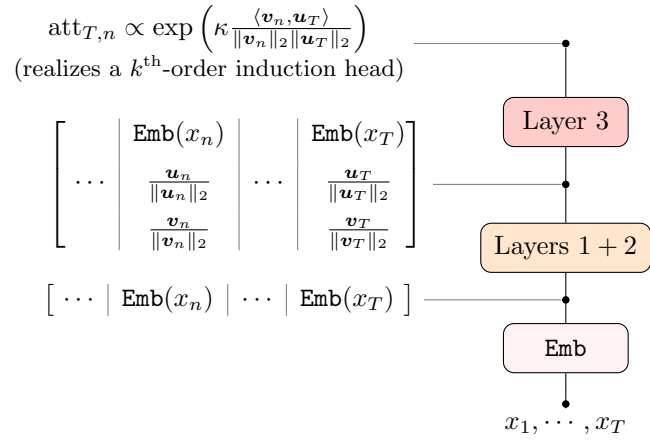 att_{T,n} ∝ exp(κ ⟨𝒗_n, 𝒖_T⟩ / ‖𝒗_n‖_2‖𝒖_T‖_2)
(realizes a k^th-order induction head)
Layer 3
[ ⋯ | Emb(x_n) | ⋯ | Emb(x_T) ]
𝒖_n / ‖𝒖_n‖_2 𝒖_T / ‖𝒖_T‖_2
𝒗_n / ‖𝒗_n‖_2 𝒗_T / ‖𝒗_T‖_2
Layers 1 + 2
[ ⋯ | Emb(x_n) | ⋯ | Emb(x_T) ]
Emb
x_1, ⋯ , x_T